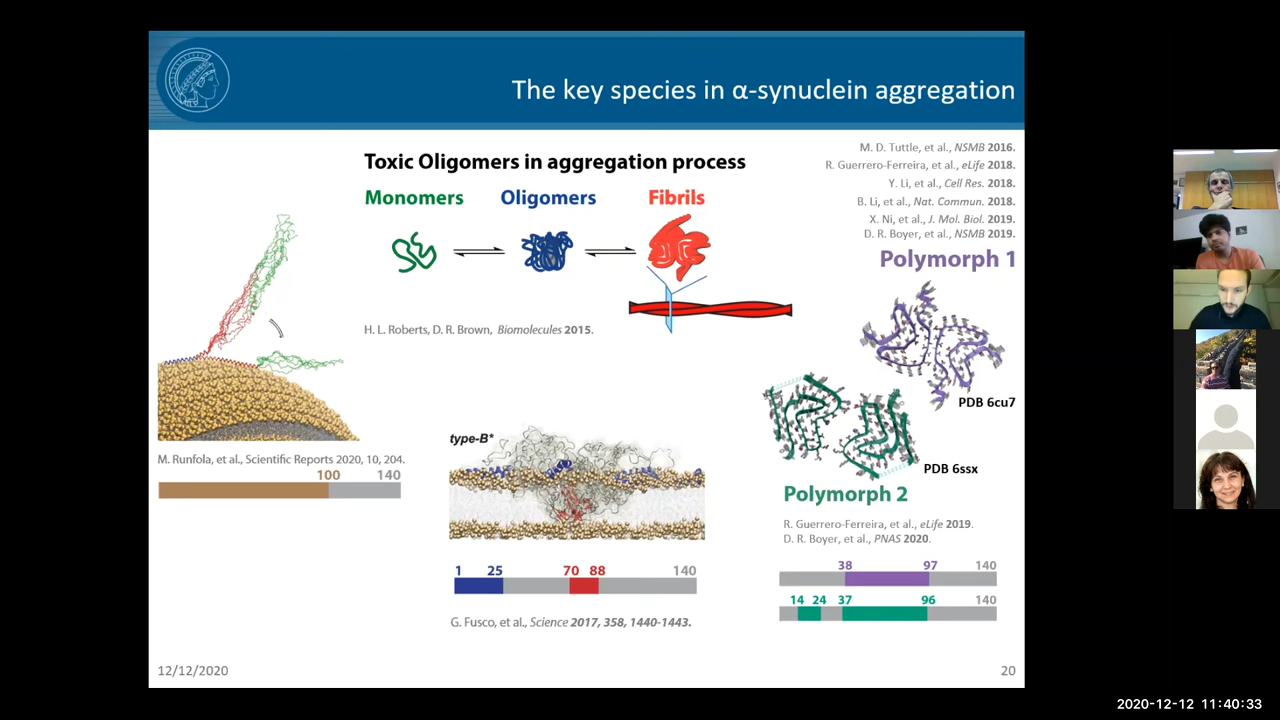 The key species in α-synuclein aggregation
Toxic Oligomers in aggregation process
Monomers
Oligomers
Fibrils
H. L. Roberts, D. R. Brown, Biomolecules 2015.
M. D. Tuttle, et al., NSMB 2016.
R. Guerrero-Ferreira, et al., eLife 2018.
Y. Li, et al., Cell Res. 2018.
B. Li, et al., Nat. Commun. 2018.
X. Ni, et al., J. Mol. Biol. 2019.
D. R. Boyer, et al., NSMB 2019.
Polymorph 1
PDB 6cu7
PDB 6ssx
Polymorph 2
R. Guerrero-Ferreira, et al., eLife 2019.
D. R. Boyer, et al., PNAS 2020.
38 97 140
14 24 37 96 140
M. Runfola, et al., Scientific Reports 2020, 10, 204.
100 140
type-B*
1 25 70 88 140
G. Fusco, et al., Science 2017, 358, 1440-1443.
12/12/2020
20
2020-12-12 11:40:33